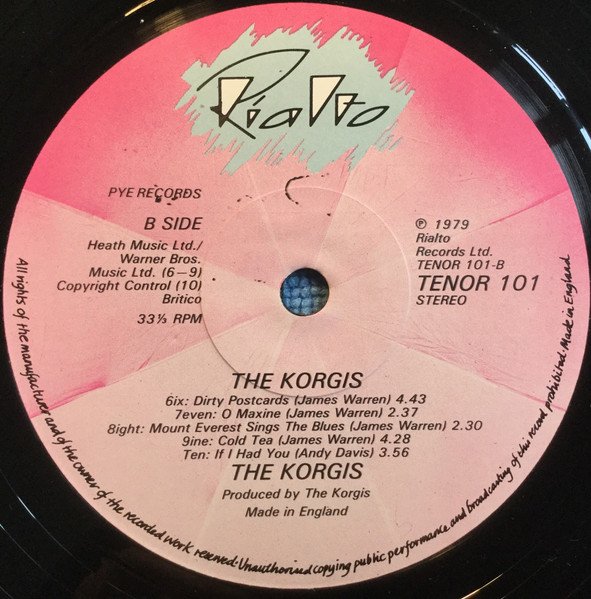 Rialto
PYE RECORDS
B SIDE
Heath Music Ltd./
Warner Bros.
Music Ltd. (6—9)
Copyright Control (10)
Britico
33⅓ RPM
℗ 1979
Rialto
Records Ltd.
TENOR 101-B
TENOR 101
STEREO
THE KORGIS
6ix: Dirty Postcards (James Warren) 4.43
7even: O Maxine (James Warren) 2.37
8ight: Mount Everest Sings The Blues (James Warren) 2.30
9ine: Cold Tea (James Warren) 4.28
Ten: If I Had You (Andy Davis) 3.56
THE KORGIS
Produced by The Korgis
Made in England
All rights of the manufacturer and of the owner of the recorded work reserved. Unauthorised copying public performance and broadcasting of this record prohibited. Made in England